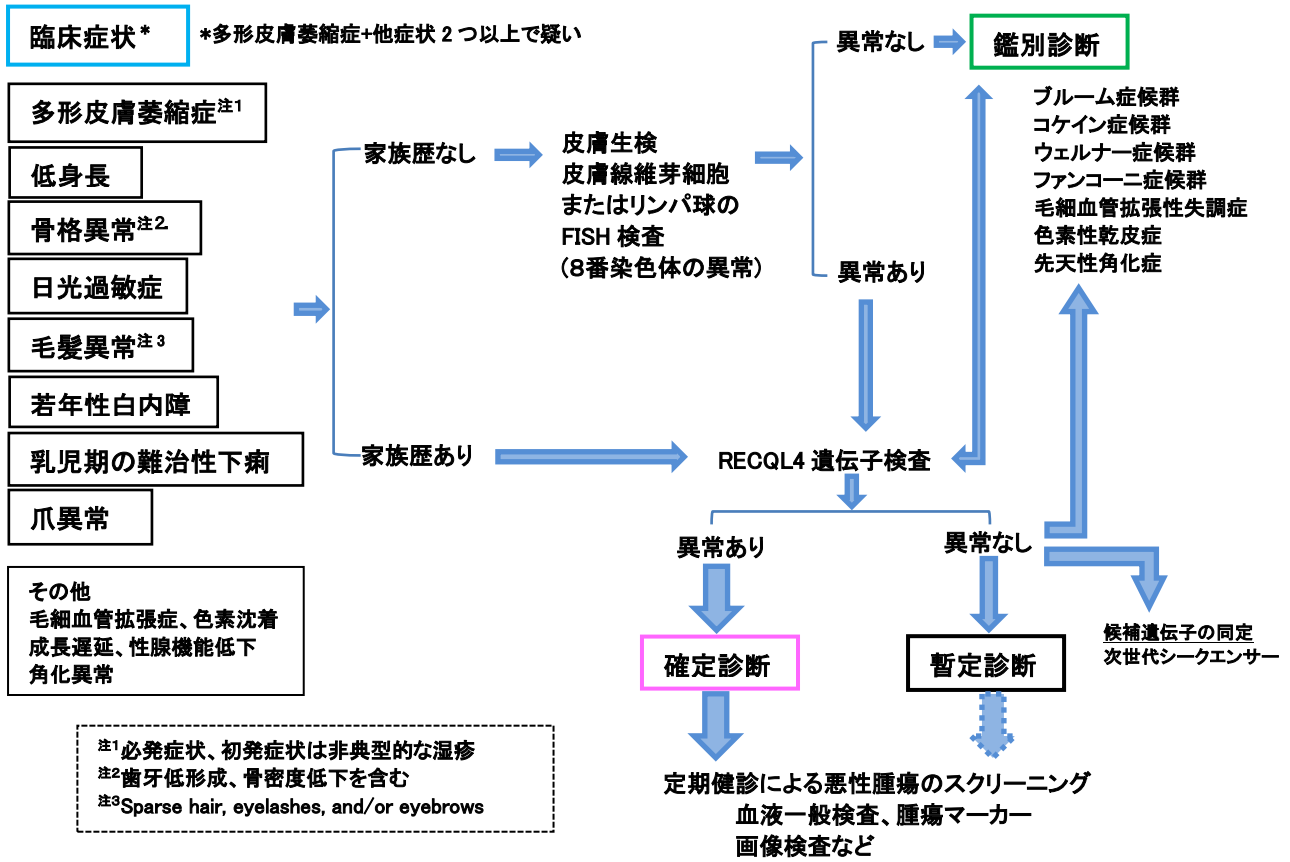 臨床症状*
*多形皮膚萎縮症+他症状2つ以上で疑い
多形皮膚萎縮症注1
低身長
骨格異常注2.
日光過敏症
毛髪異常注3
若年性白内障
乳児期の難治性下痢
爪異常
その他
毛細血管拡張症、色素沈着
成長遅延、性腺機能低下
角化異常
注1必発症状、初発症状は非典型的な湿疹
注2歯牙低形成、骨密度低下を含む
注3Sparse hair, eyelashes, and/or eyebrows
家族歴なし
家族歴あり
皮膚生検
皮膚線維芽細胞
またはリンパ球の
FISH 検査
(8番染色体の異常)
異常なし
異常あり
鑑別診断
ブルーム症候群
コケイン症候群
ウェルナー症候群
ファンコーニ症候群
毛細血管拡張性失調症
色素性乾皮症
先天性角化症
RECQL4 遺伝子検査
異常あり
異常なし
確定診断
暫定診断
候補遺伝子の同定
次世代シークエンサー
定期健診による悪性腫瘍のスクリーニング
血液一般検査、腫瘍マーカー
画像検査など